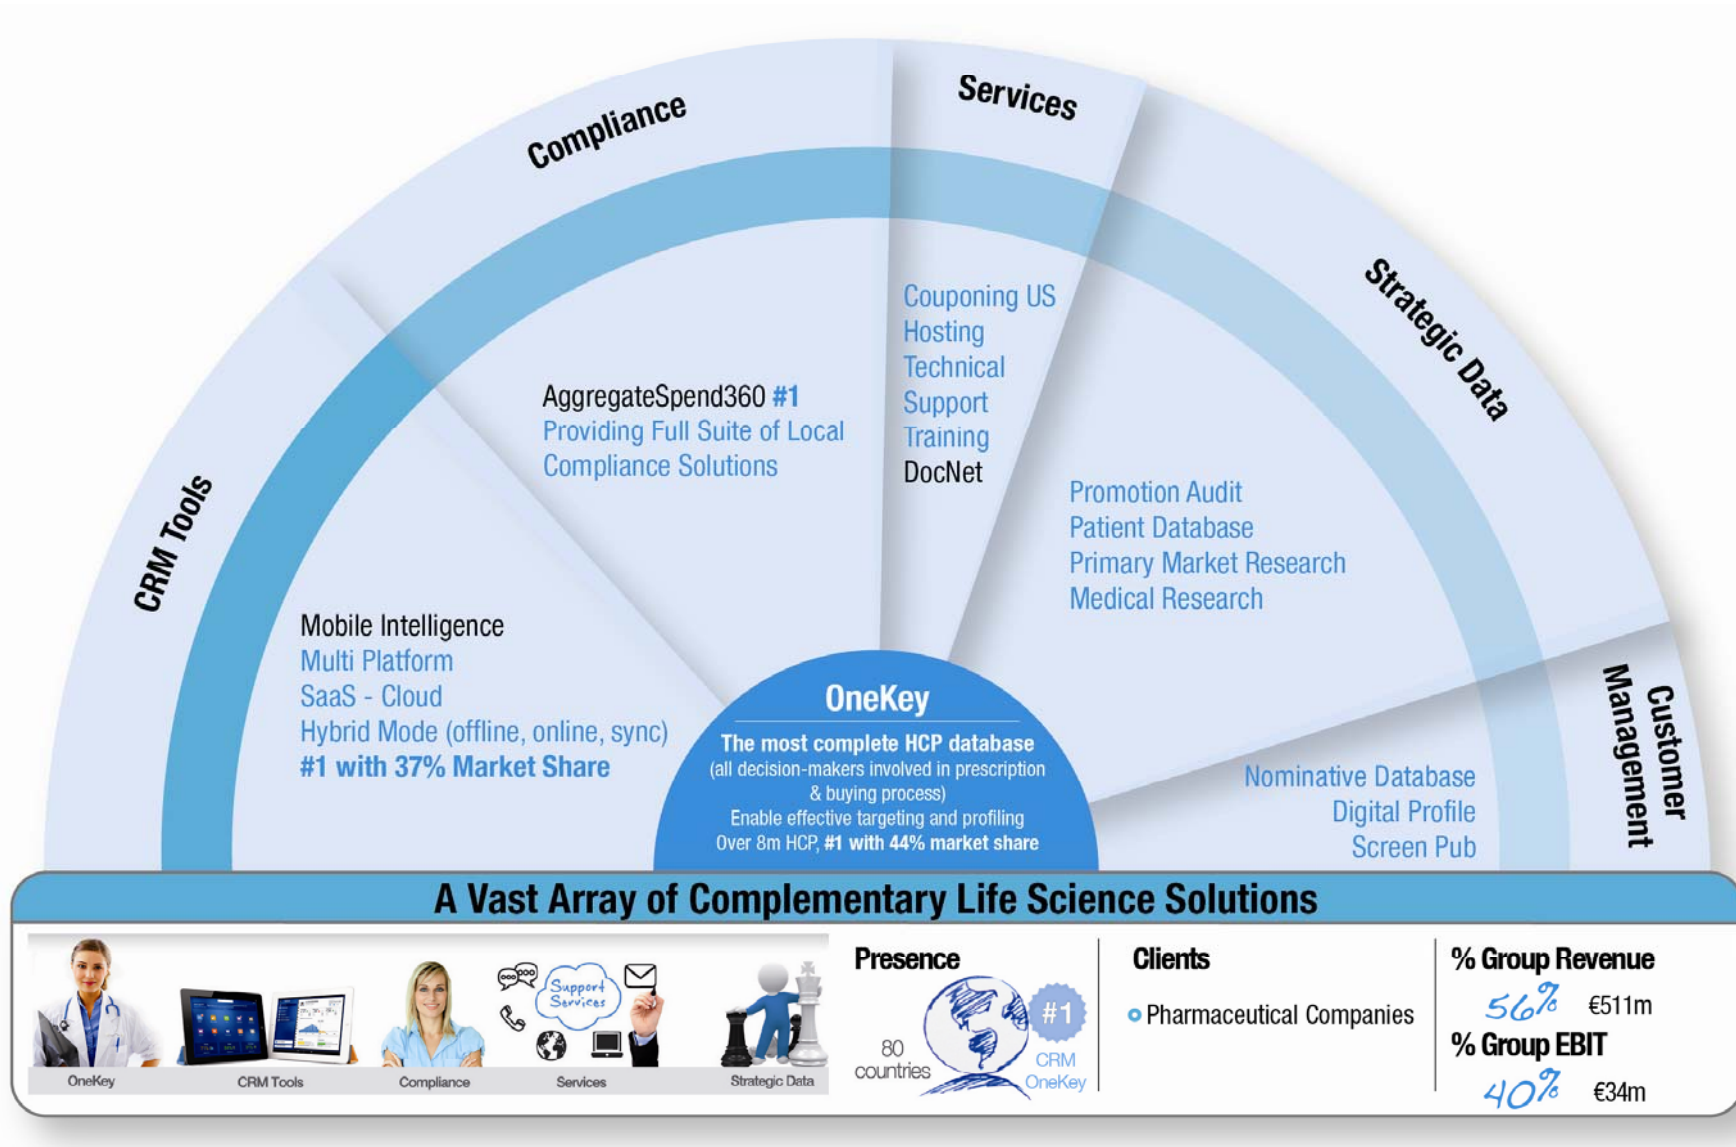 Compliance
Services
Strategic Data
CRM Tools
Customer
Management
Couponing US
Hosting
Technical
Support
Training
DocNet
AggregateSpend360 #1
Providing Full Suite of Local
Compliance Solutions
Promotion Audit
Patient Database
Primary Market Research
Medical Research
Mobile Intelligence
Multi Platform
SaaS - Cloud
Hybrid Mode (offline, online, sync)
#1 with 37% Market Share
OneKey
The most complete HCP database
(all decision-makers involved in prescription
& buying process)
Enable effective targeting and profiling
Over 8m HCP, #1 with 44% market share
Nominative Database
Digital Profile
Screen Pub
A Vast Array of Complementary Life Science Solutions
Support
Services
OneKey
CRM Tools
Compliance
Services
Strategic Data
Presence
80
countries
#1
CRM
OneKey
Clients
Pharmaceutical Companies
% Group Revenue
56% €511m
% Group EBIT
40% €34m